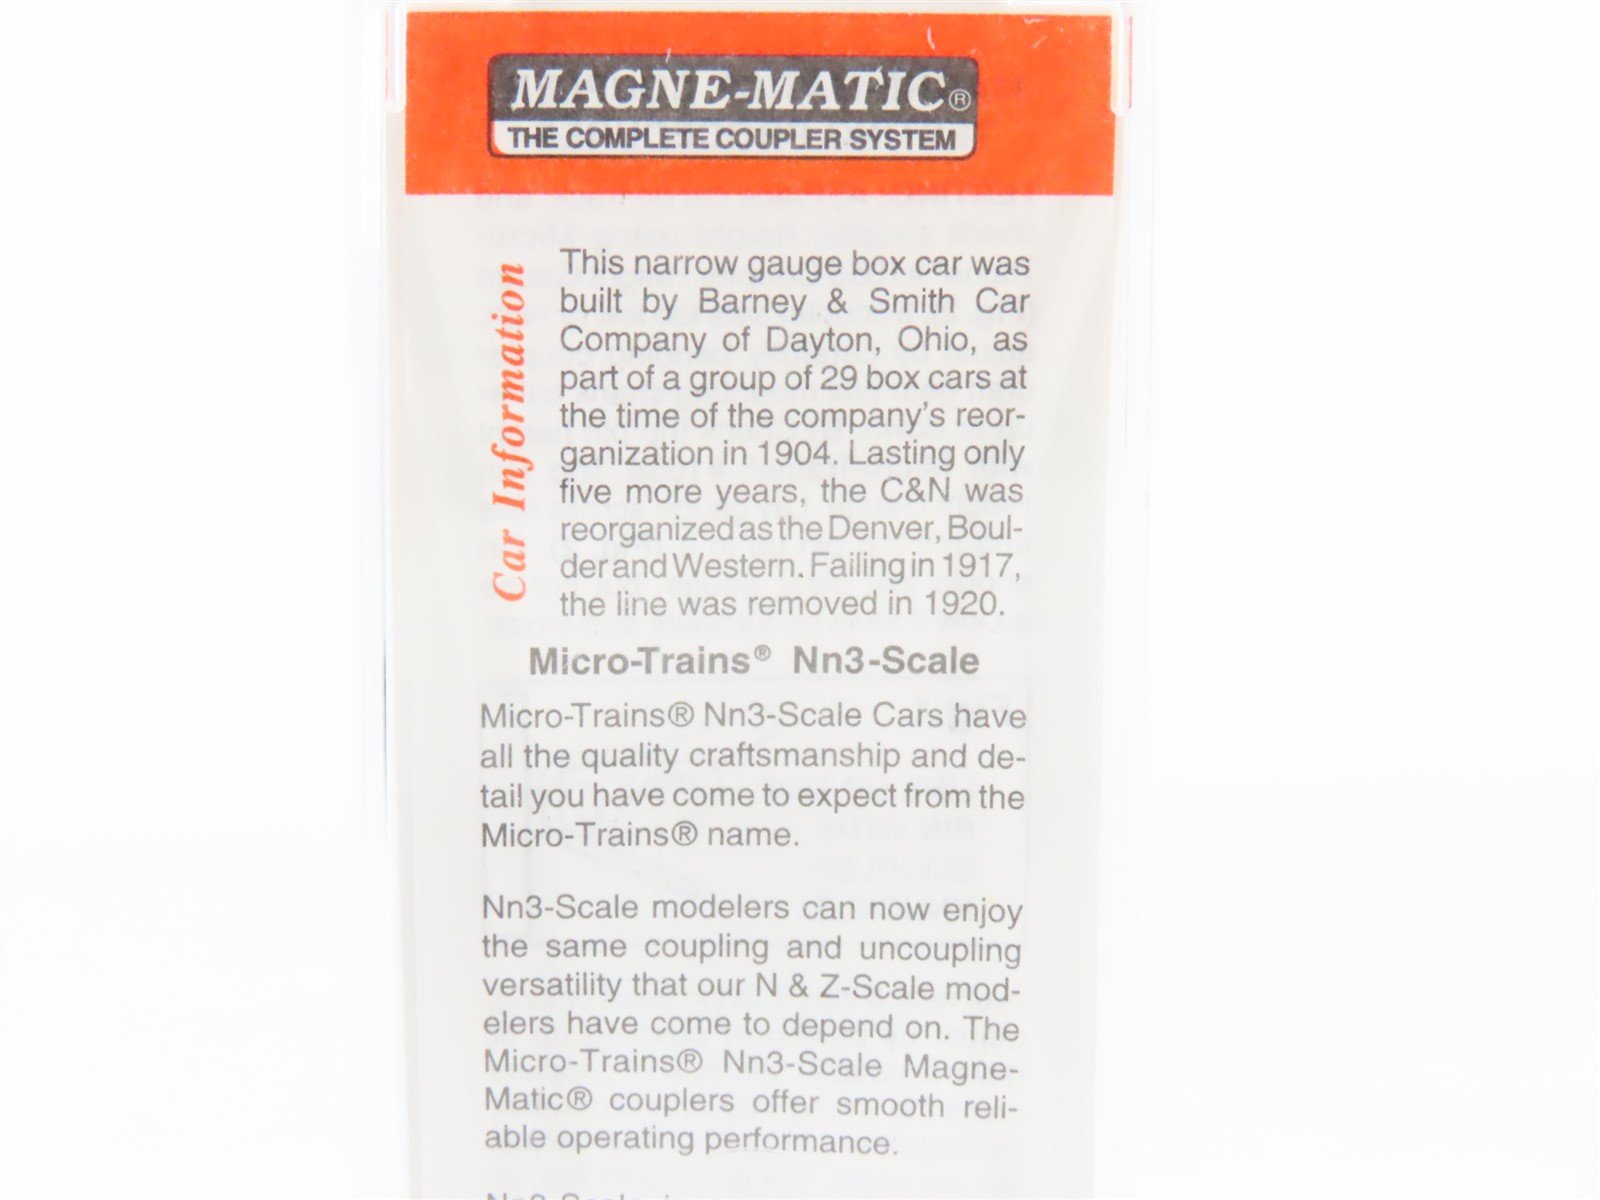 MAGNE-MATIC®
THE COMPLETE COUPLER SYSTEM
Car Information
This narrow gauge box car was
built by Barney & Smith Car
Company of Dayton, Ohio, as
part of a group of 29 box cars at
the time of the company's reor-
ganization in 1904. Lasting only
five more years, the C&N was
reorganized as the Denver, Boul-
der and Western. Failing in 1917,
the line was removed in 1920.
Micro-Trains® Nn3-Scale
Micro-Trains® Nn3-Scale Cars have
all the quality craftsmanship and de-
tail you have come to expect from the
Micro-Trains® name.
Nn3-Scale modelers can now enjoy
the same coupling and uncoupling
versatility that our N & Z-Scale mod-
elers have come to depend on. The
Micro-Trains® Nn3-Scale Magne-
Matic® couplers offer smooth reli-
able operating performance.